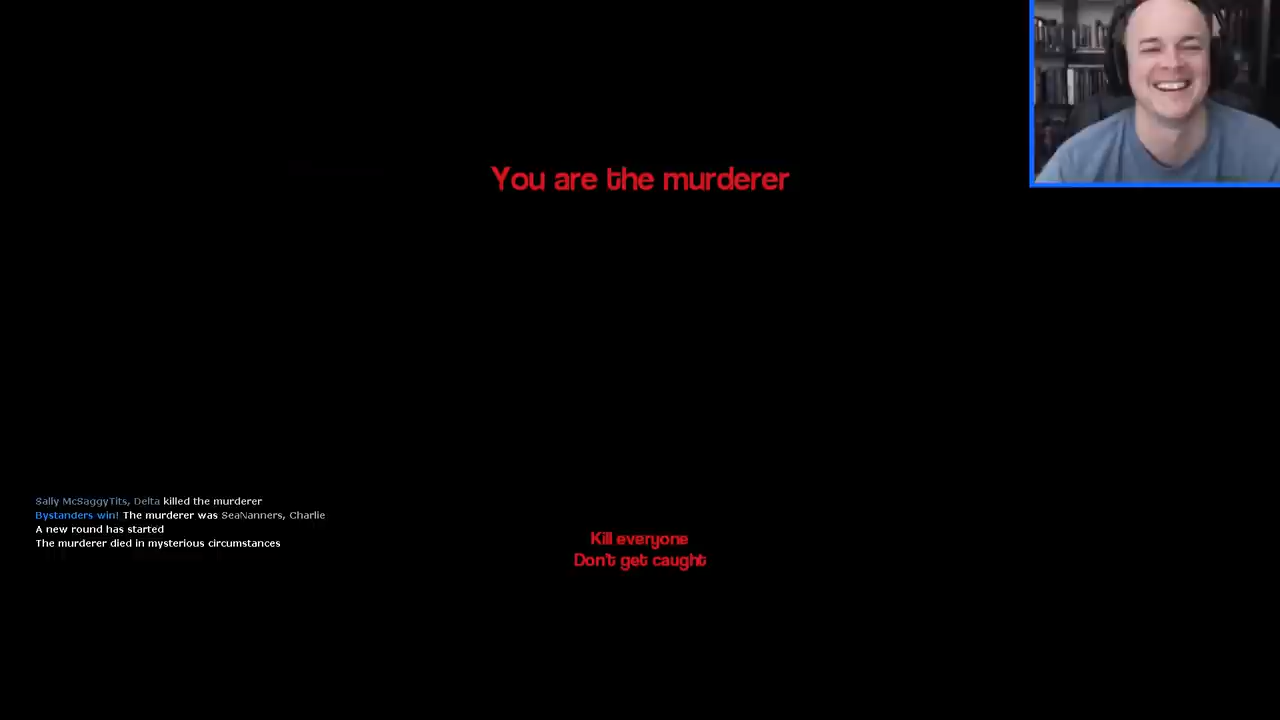 You are the murderer
Sally McSaggyTits, Delta killed the murderer
Bystanders win! The murderer was SeaNanners, Charlie
A new round has started
The murderer died in mysterious circumstances
Kill everyone
Don't get caught